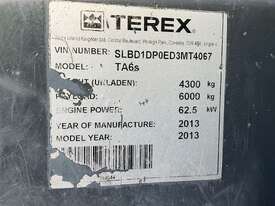 TEREX
VIN NUMBER: SLBD1DP0ED3MT4067
MODEL: TA6s
(UNLADEN) 4300 kg
6000 kg
ENGINE POWER: 62.5 kW
YEAR OF MANUFACTURE: 2013
MODEL YEAR: 2013